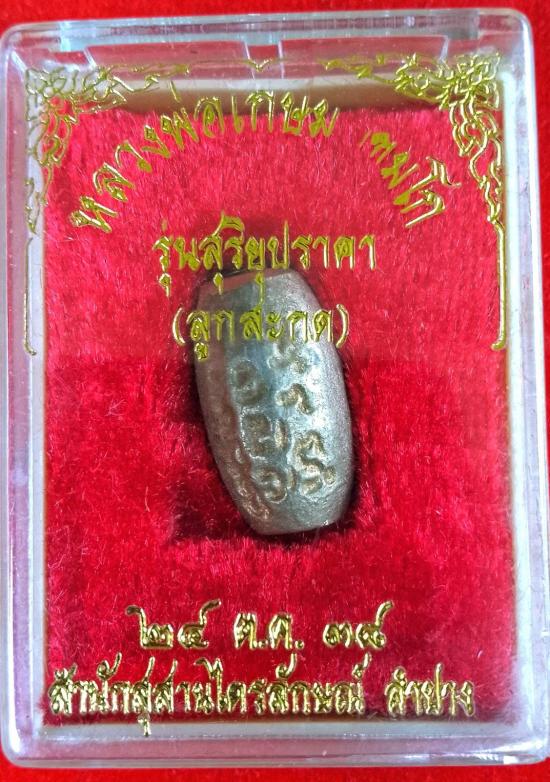 หลวงพ่อเกษม เขมโก
รุ่นสุริยุปราคา
(ลูกสะกด)
๒๔ ต.ค. ๓๘
สำนักสุสานไตรลักษณ์ ลำปาง